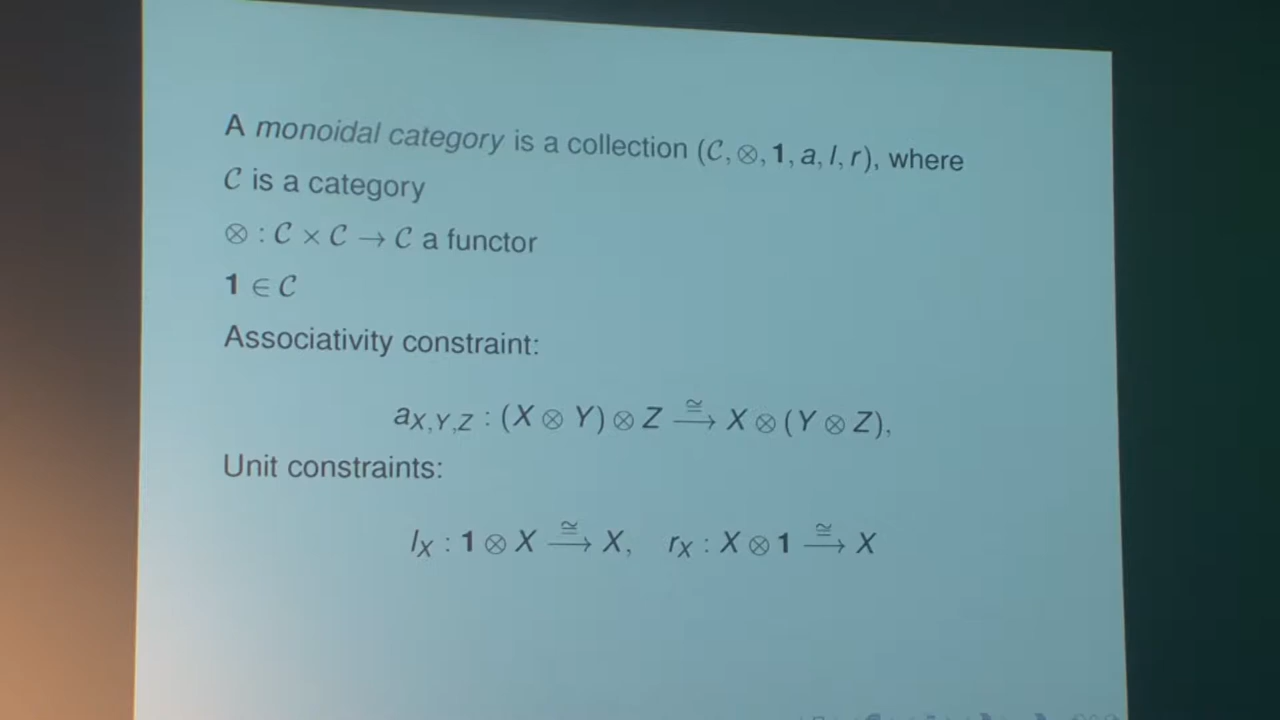 A monoidal category is a collection (𝒞, ⊗, 𝟏, a, l, r), where
𝒞 is a category
⊗ : 𝒞 × 𝒞 → 𝒞 a functor
𝟏 ∈ 𝒞
Associativity constraint:
a_{X,Y,Z} : (X ⊗ Y) ⊗ Z ≅→ X ⊗ (Y ⊗ Z),
Unit constraints:
l_X : 𝟏 ⊗ X ≅→ X, r_X : X ⊗ 𝟏 ≅→ X